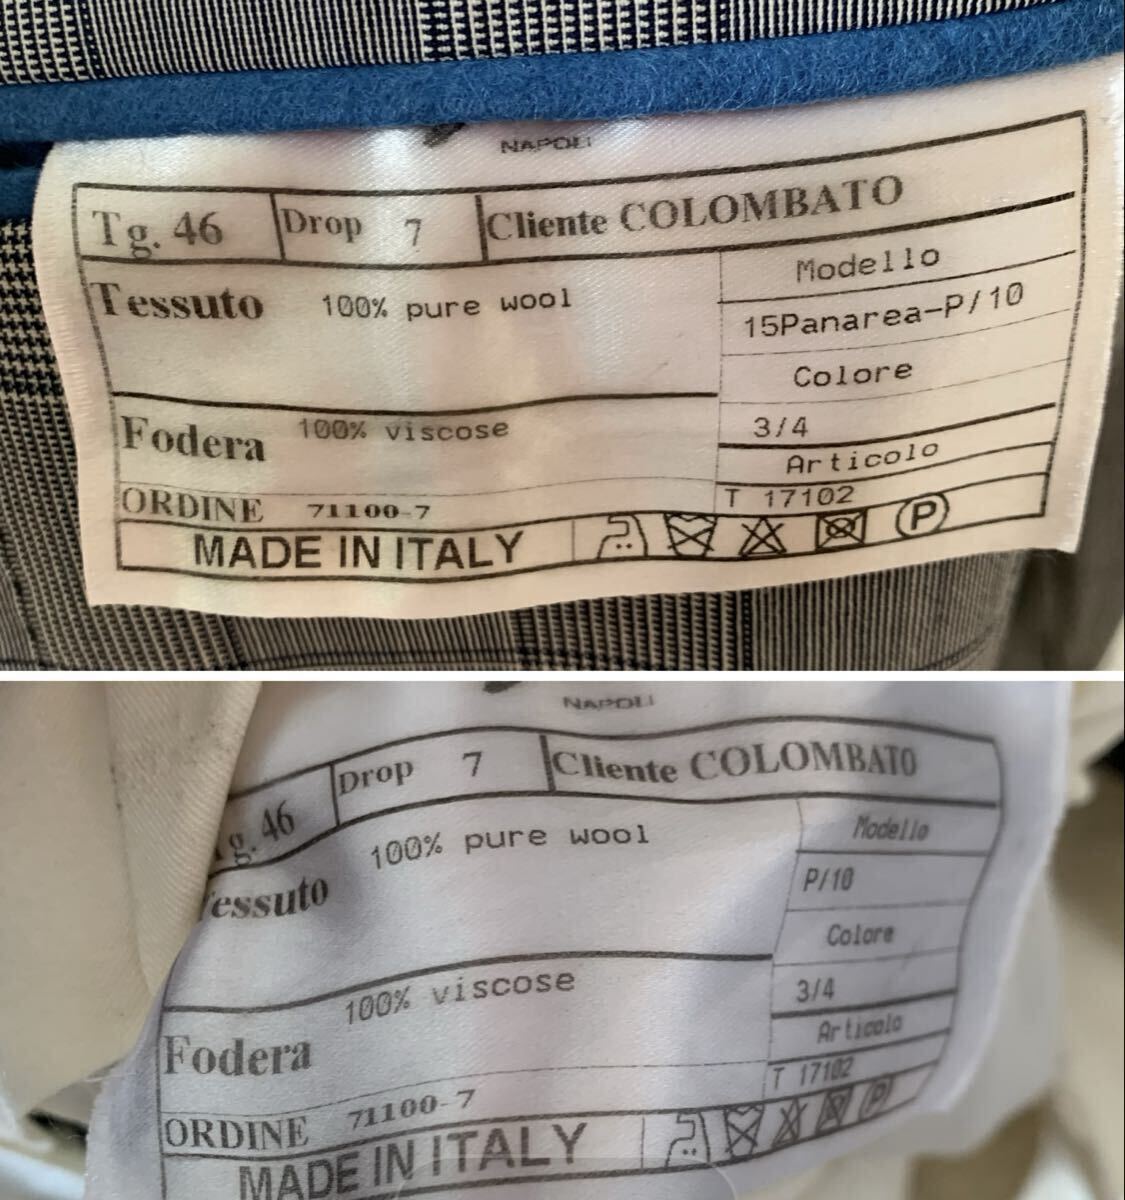 NAPOLI
Tg. 46 Drop 7 Cliente COLOMBATO
Modello
Tessuto 100% pure wool
15Panarea-P/10
Colore
Fodera 100% viscose
3/4
Articolo
ORDINE 71100-7
T 17102
MADE IN ITALY
P
NAPOLI
g. 46 Drop 7 Cliente COLOMBATO
Modello
essuto 100% pure wool
P/10
Colore
100% viscose
3/4
Fodera
Articolo
T 17102
ORDINE 71100-7
MADE IN ITALY
P